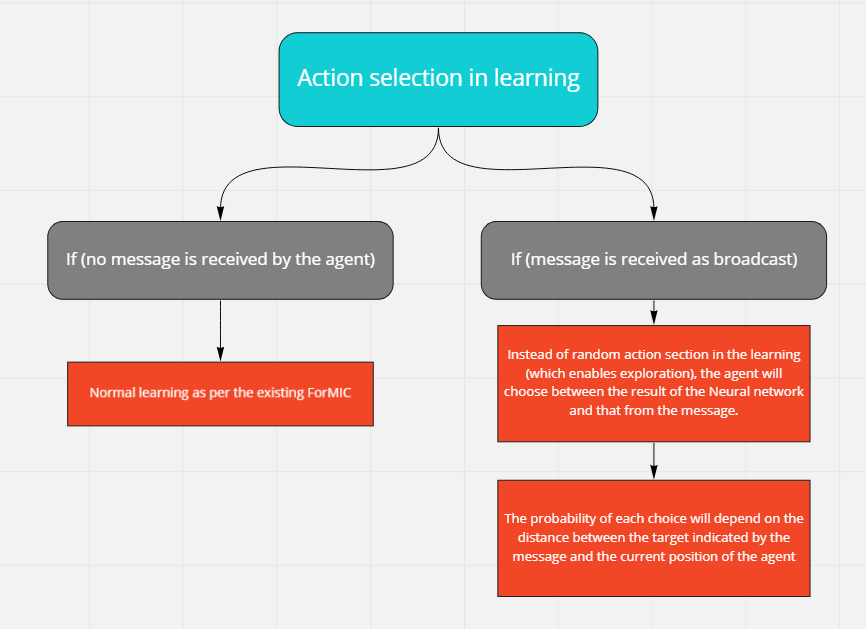 Action selection in learning
If (no message is received by the agent)
If (message is received as broadcast)
Normal learning as per the existing ForMIC
Instead of random action section in the learning
(which enables exploration), the agent will
choose between the result of the Neural network
and that from the message.
The probability of each choice will depend on the
distance between the target indicated by the
message and the current position of the agent